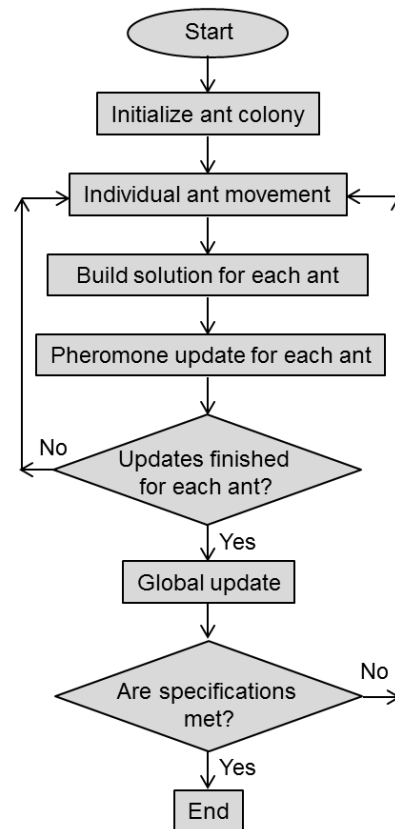 Start
Initialize ant colony
Individual ant movement
Build solution for each ant
Pheromone update for each ant
No
Updates finished
for each ant?
Yes
Global update
No
Are specifications
met?
Yes
End